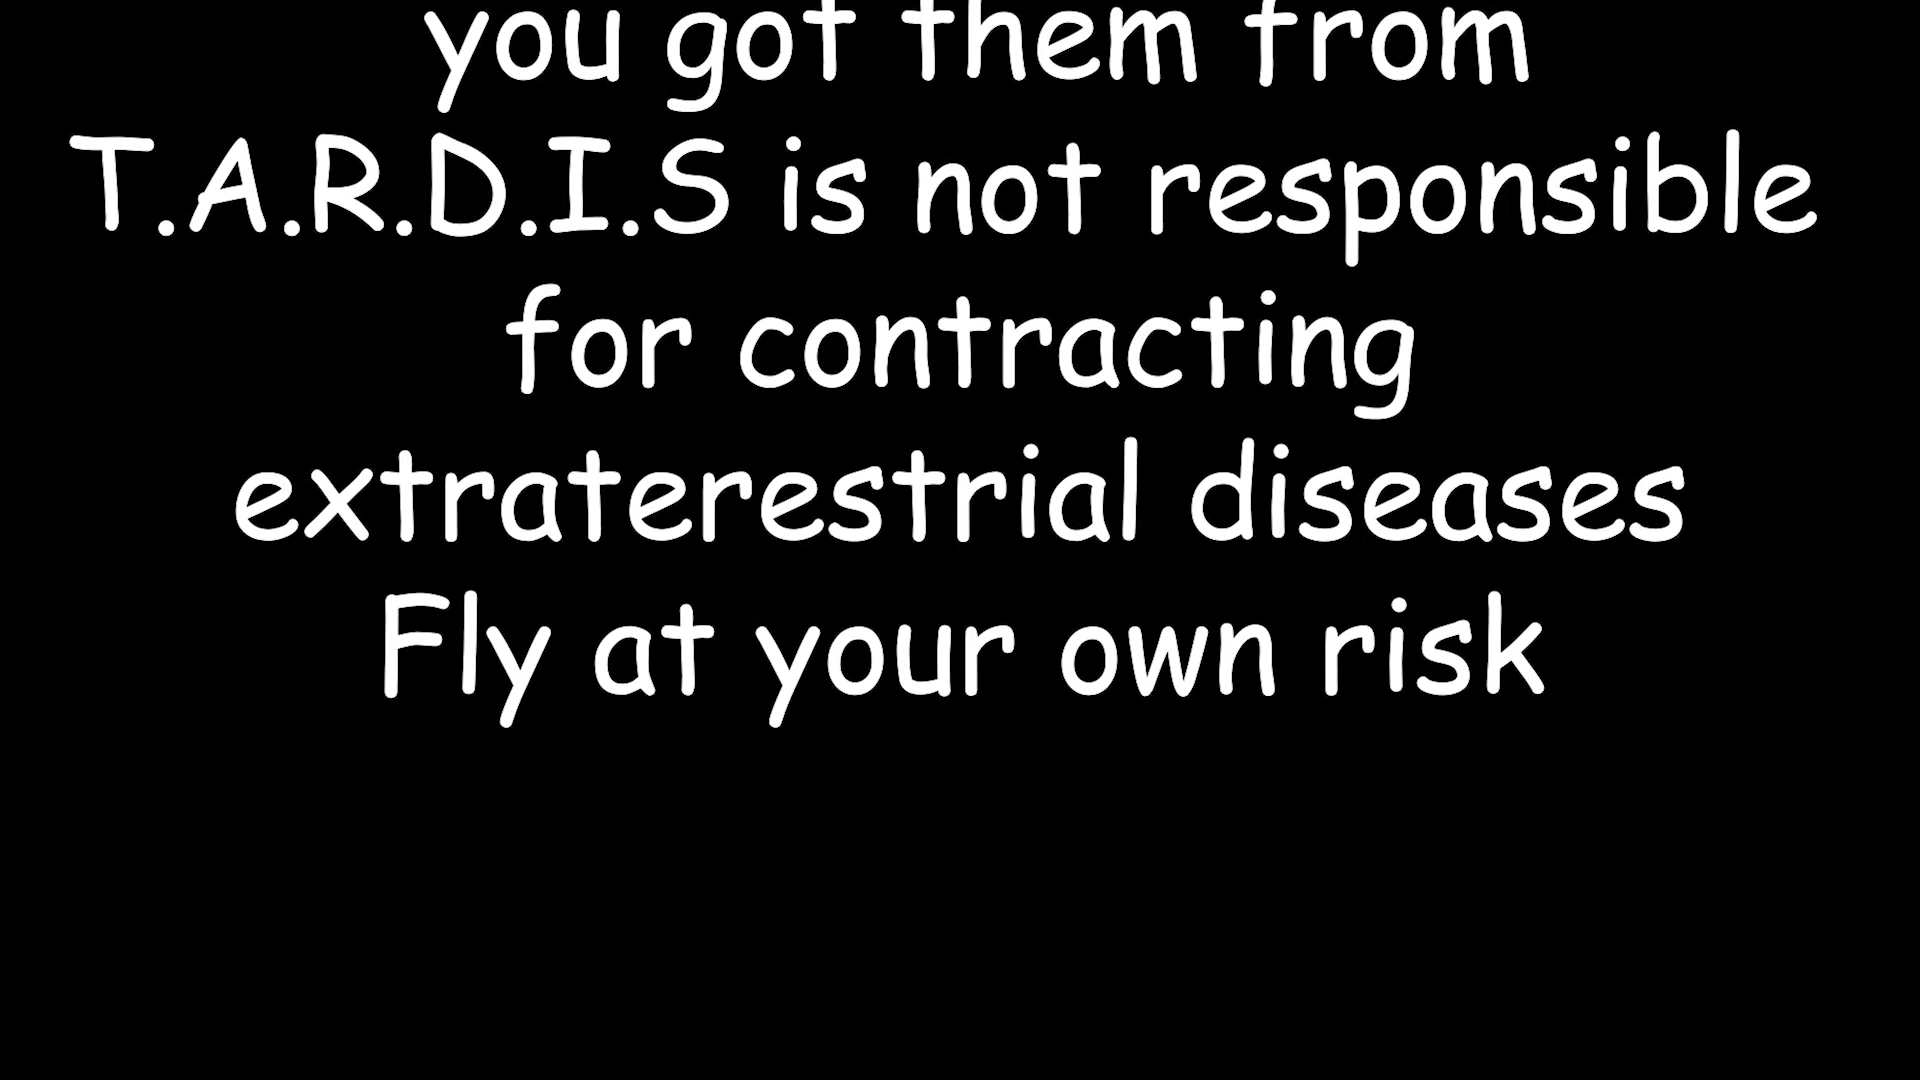 you got them from
T.A.R.D.I.S is not responsible
for contracting
extraterestrial diseases
Fly at your own risk